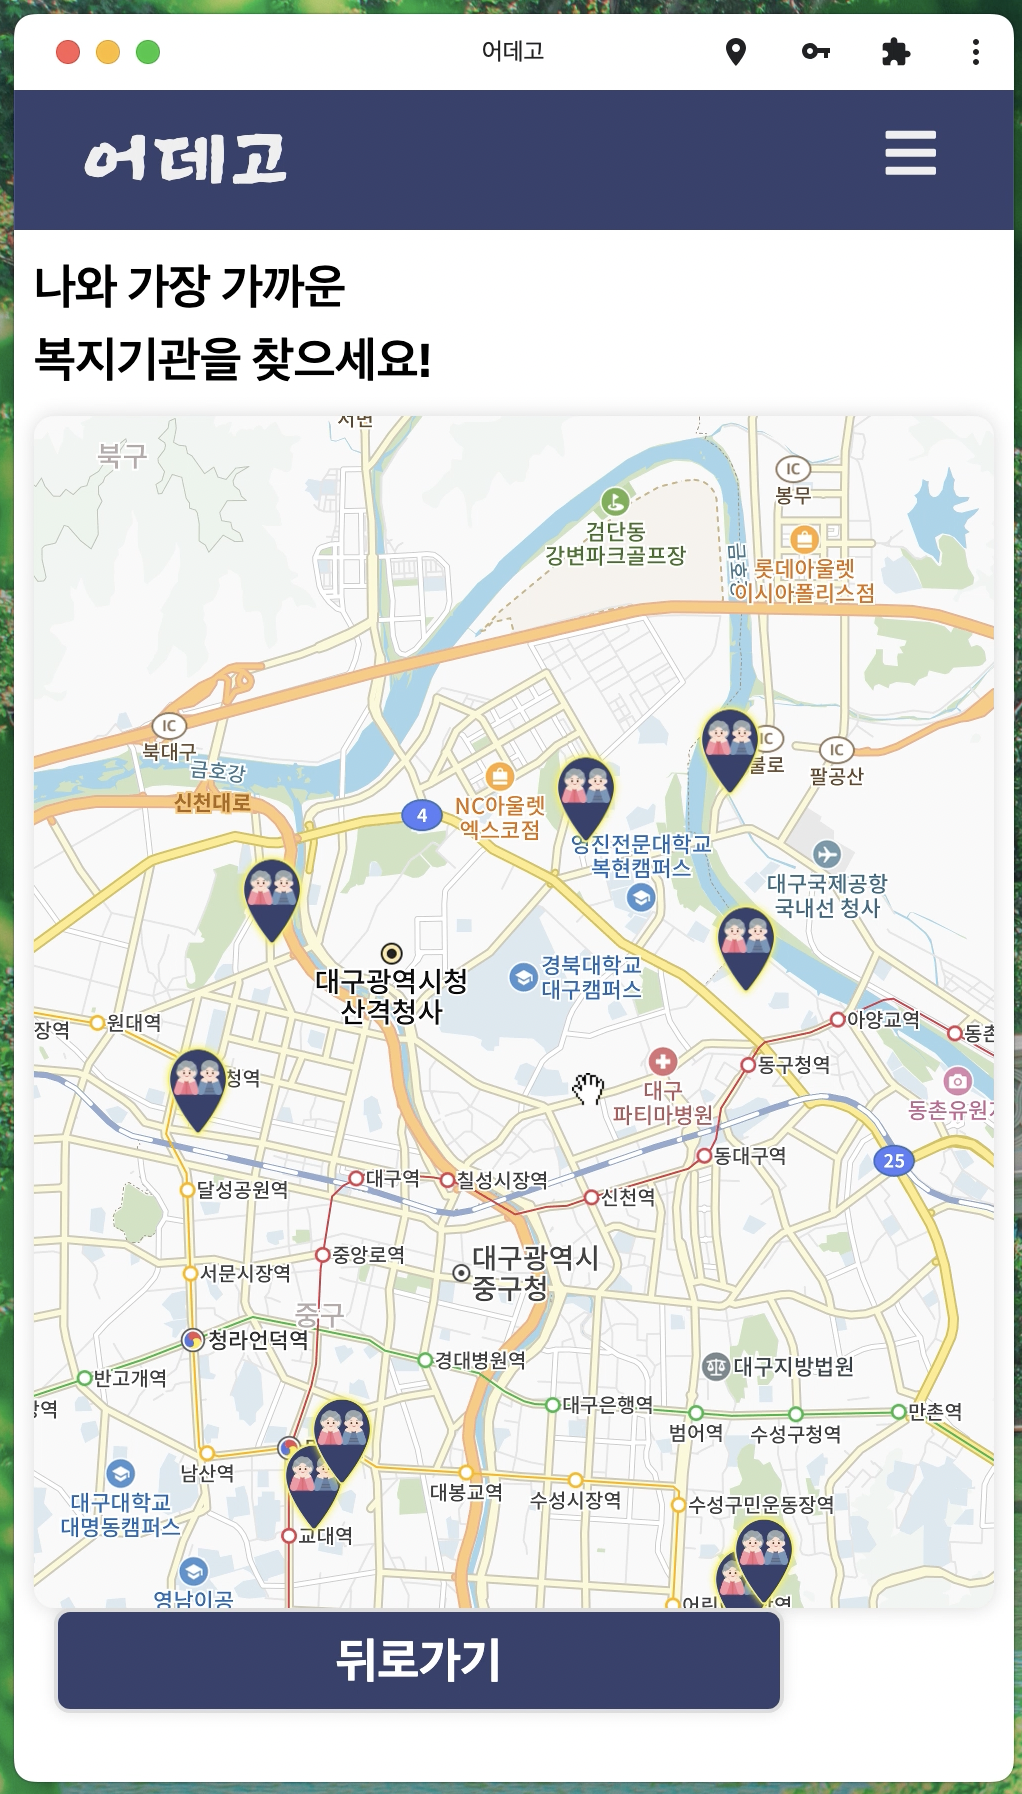 어데고
어데고
나와 가장 가까운
복지기관을 찾으세요!
서변
북구
IC
봉무
검단동
강변파크골프장
금호강
롯데아울렛
이시아폴리스점
IC
북대구
금호강
신천대로
4
NC아울렛
엑스코점
IC
불로
IC
팔공산
영진전문대학교
복현캠퍼스
대구국제공항
국내선 청사
대구광역시청
산격청사
경북대학교
대구캠퍼스
장역
원대역
아양교역
동촌
청역
동구청역
대구
파티마병원
동촌유원지
동대구역
25
달성공원역
대구역
칠성시장역
신천역
중앙로역
서문시장역
대구광역시
중구청
중구
청라언덕역
반고개역
경대병원역
대구지방법원
대구은행역
만촌역
범어역
수성구청역
남산역
대구대학교
대명동캠퍼스
대봉교역
수성시장역
수성구민운동장역
교대역
영남이공
어린
역
뒤로가기